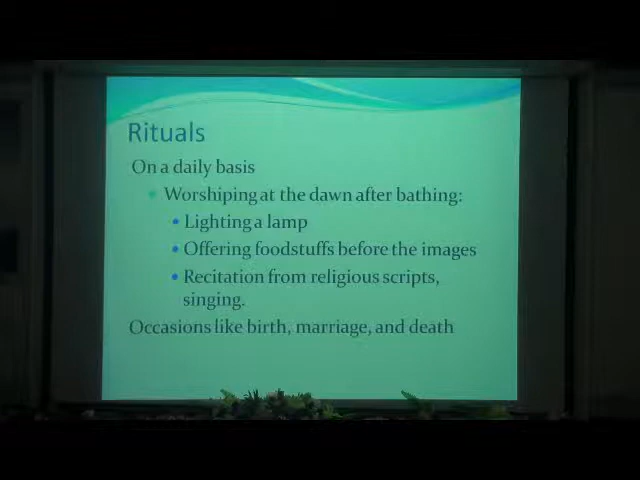 Rituals
On a daily basis
Worshiping at the dawn after bathing:
Lighting a lamp
Offering foodstuffs before the images
Recitation from religious scripts,
singing.
Occasions like birth, marriage, and death